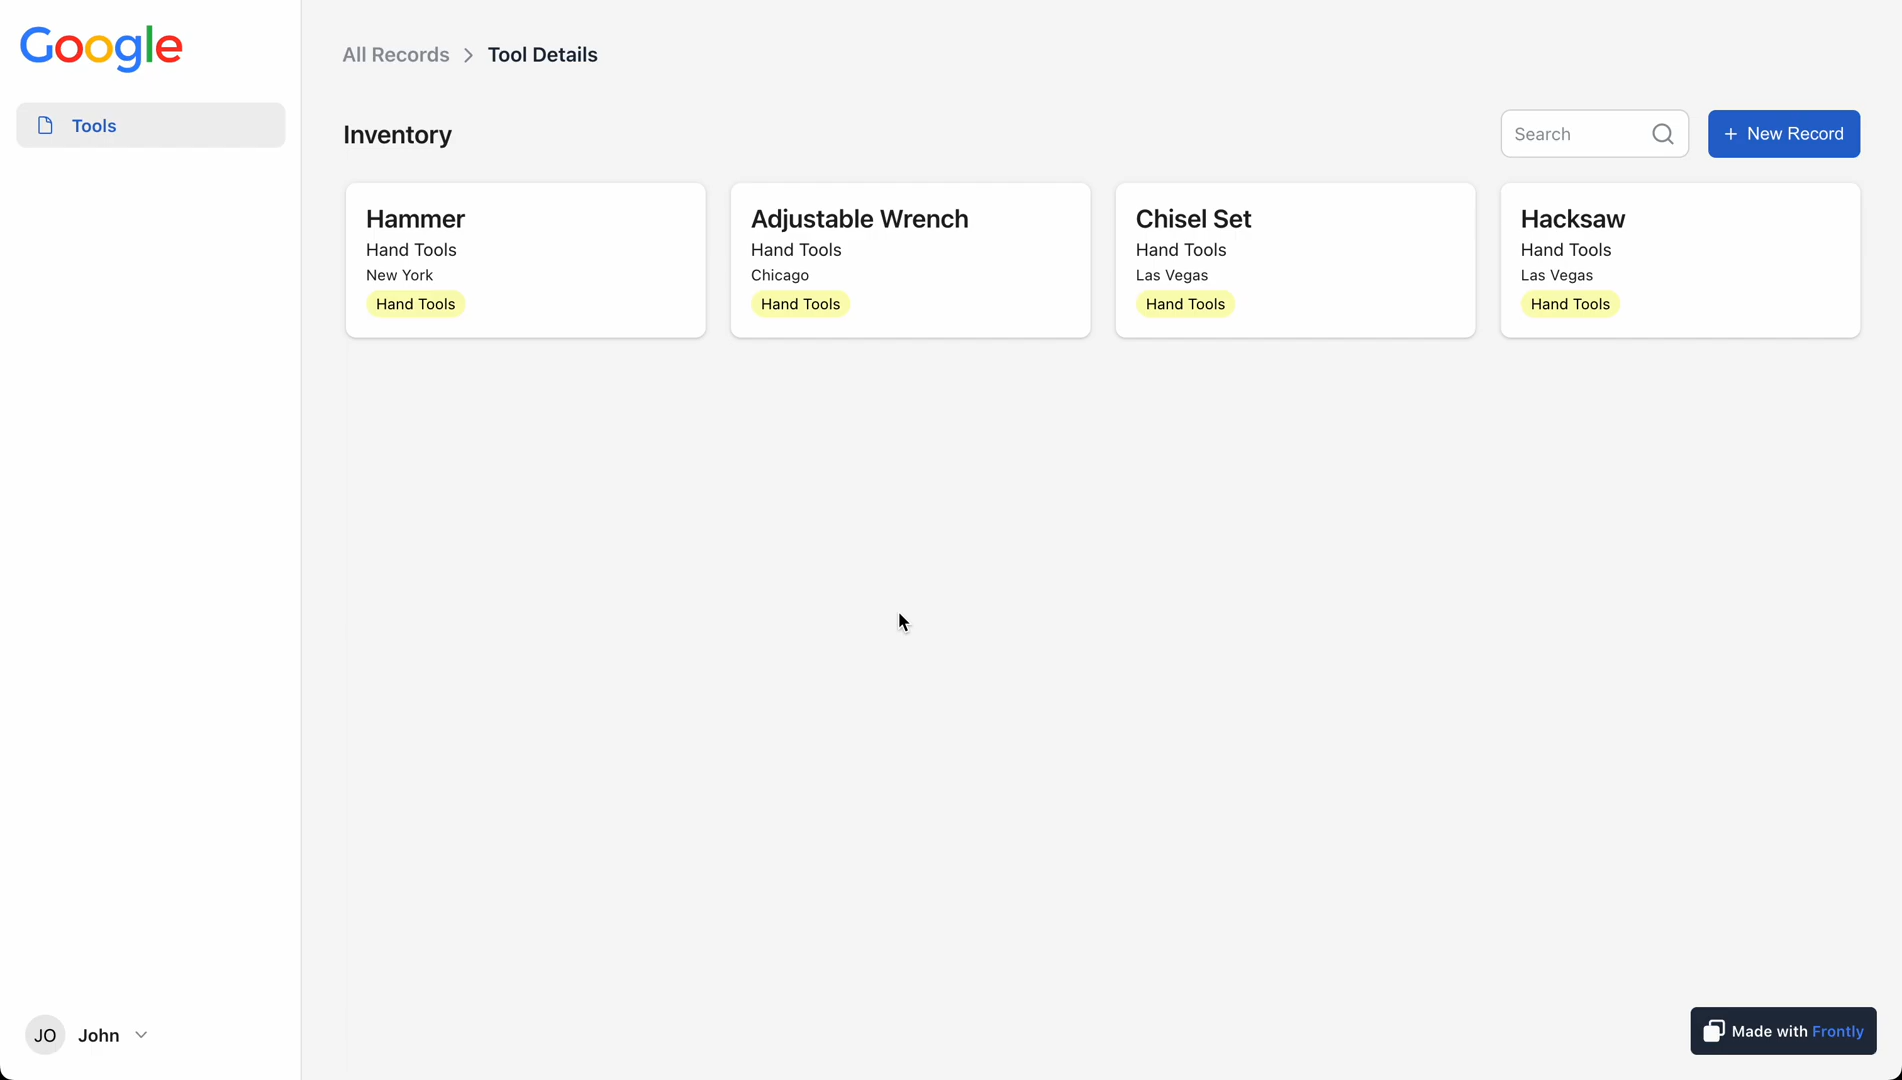 Google
Tools
All Records > Tool Details
Inventory
Search
+ New Record
Hammer
Hand Tools
New York
Hand Tools
Adjustable Wrench
Hand Tools
Chicago
Hand Tools
Chisel Set
Hand Tools
Las Vegas
Hand Tools
Hacksaw
Hand Tools
Las Vegas
Hand Tools
JO John
Made with Frontly